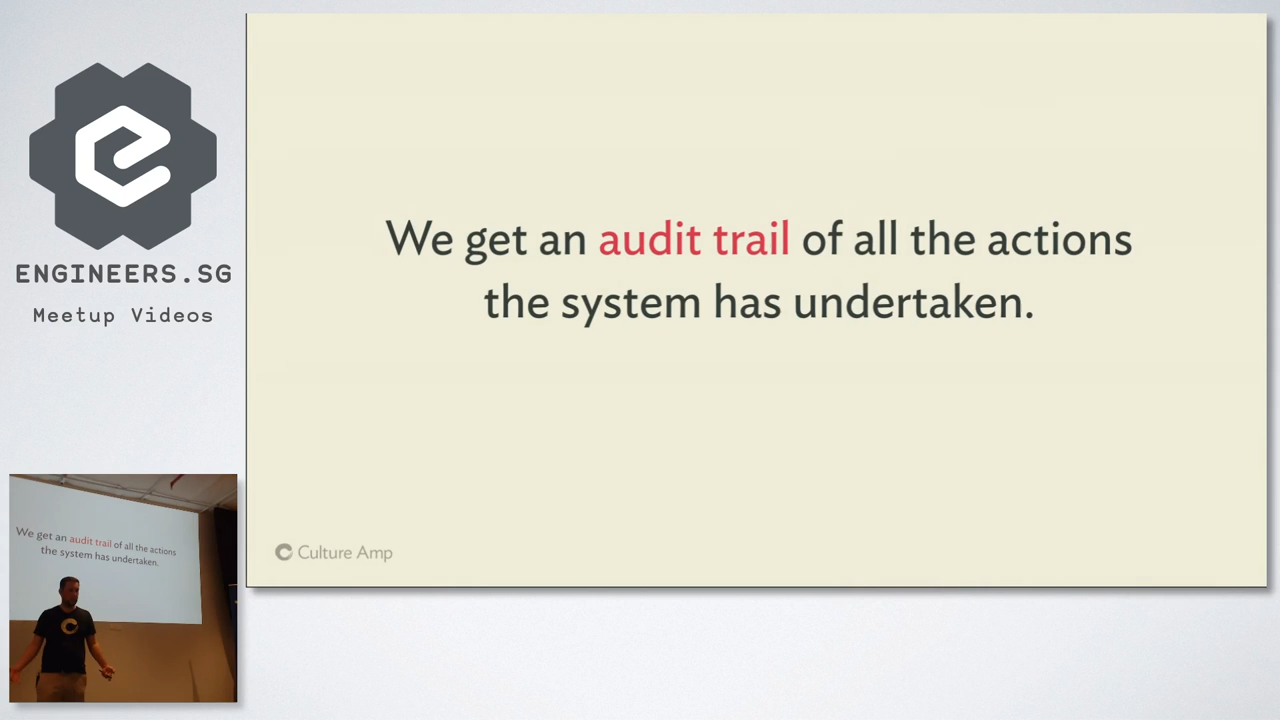 ENGINEERS.SG
Meetup Videos
We get an audit trail of all the actions
the system has undertaken.
Culture Amp
We get an audit trail of all the actions
the system has undertaken.